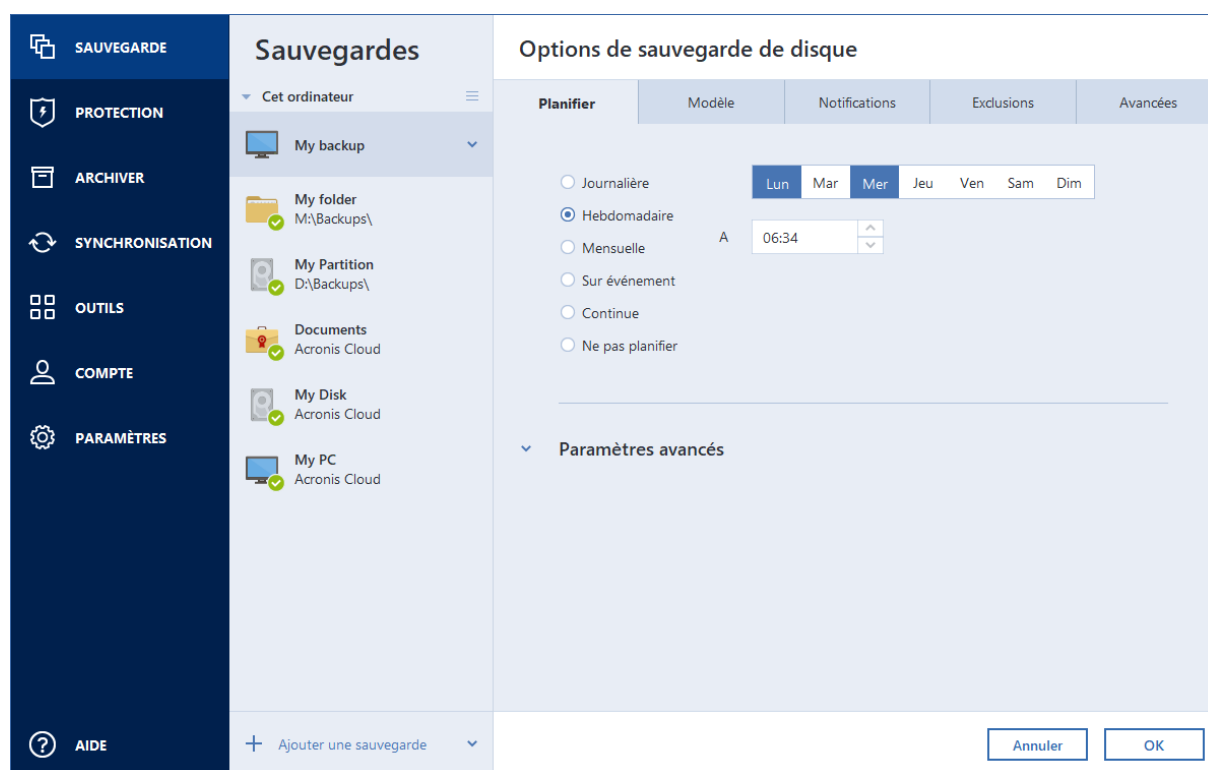 SAUVEGARDE
PROTECTION
ARCHIVER
SYNCHRONISATION
OUTILS
COMPTE
PARAMÈTRES
AIDE
Sauvegardes
Cet ordinateur
My backup
My folder
M:\Backups\
My Partition
D:\Backups\
Documents
Acronis Cloud
My Disk
Acronis Cloud
My PC
Acronis Cloud
Ajouter une sauvegarde
Options de sauvegarde de disque
Planifier Modèle Notifications Exclusions Avancées
Journalière
Hebdomadaire
Mensuelle
Sur événement
Continue
Ne pas planifier
Lun Mar Mer Jeu Ven Sam Dim
A 06:34
Paramètres avancés
Annuler OK